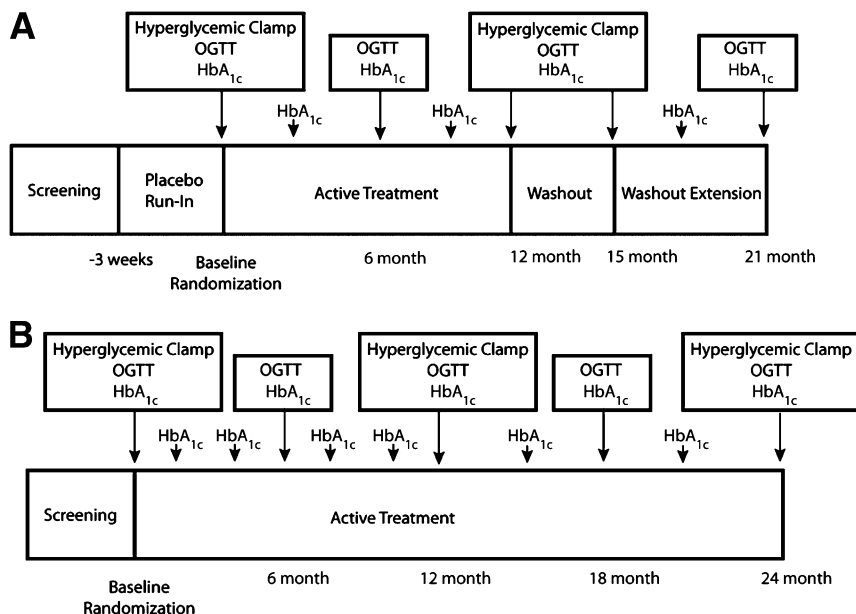 A
Hyperglycemic Clamp
OGTT
HbA1c
OGTT
HbA1c
Hyperglycemic Clamp
OGTT
HbA1c
OGTT
HbA1c
HbA1c
HbA1c
HbA1c
Screening
Placebo
Run-In
Active Treatment
Washout
Washout Extension
-3 weeks
Baseline
Randomization
6 month
12 month
15 month
21 month
B
Hyperglycemic Clamp
OGTT
HbA1c
OGTT
HbA1c
Hyperglycemic Clamp
OGTT
HbA1c
OGTT
HbA1c
Hyperglycemic Clamp
OGTT
HbA1c
HbA1c
HbA1c
HbA1c
HbA1c
HbA1c
HbA1c
Screening
Active Treatment
Baseline
Randomization
6 month
12 month
18 month
24 month